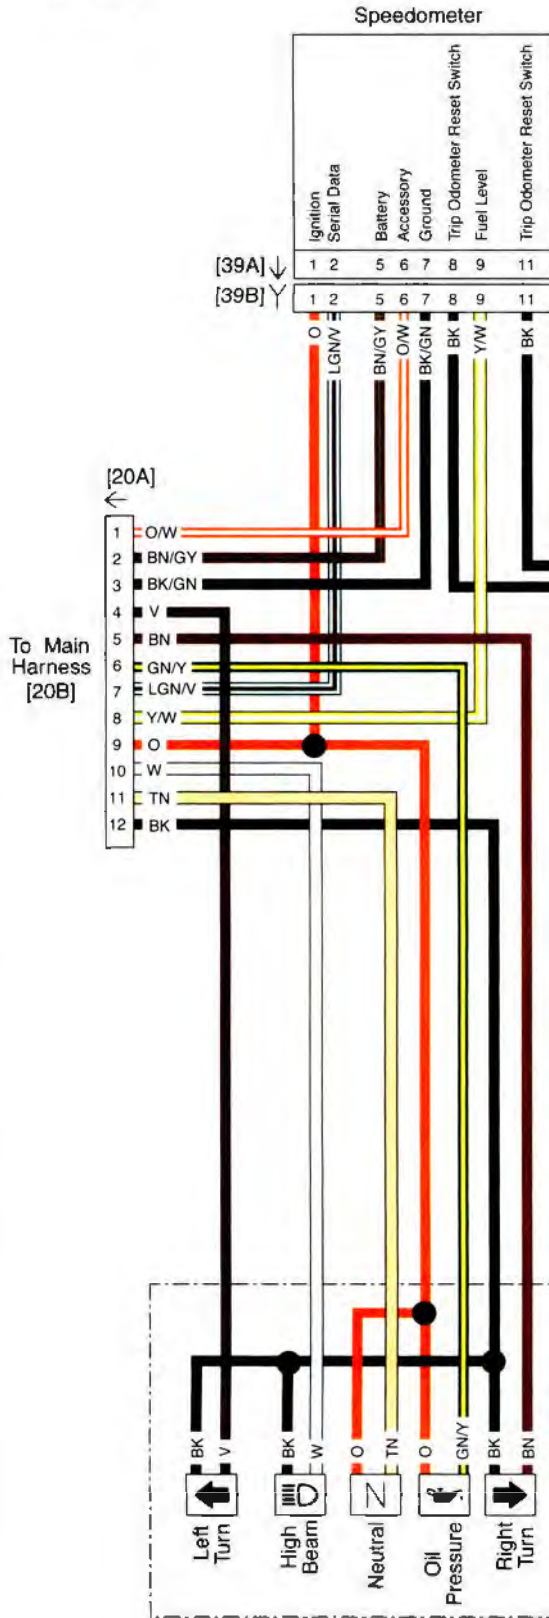 Speedometer
Ignition
Serial Data
Battery
Accessory
Ground
Trip Odometer Reset Switch
Fuel Level
Trip Odometer Reset Switch
[39A] 1 2 5 6 7 8 9 11
[39B] 1 2 5 6 7 8 9 11
O LGN/V BN/GY O/W BK/GN BK Y/W BK
[20A]
1 O/W
2 BN/GY
3 BK/GN
4 V
5 BN
6 GN/Y
7 LGN/V
8 Y/W
9 O
10 W
11 TN
12 BK
To Main
Harness
[20B]
BK V BK W O TN O GN/Y BK BN
Left
Turn
High
Beam
Neutral
Oil
Pressure
Right
Turn